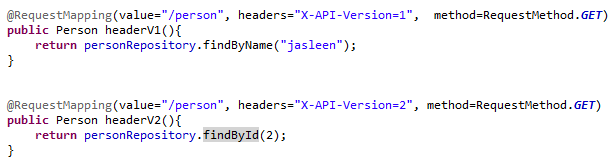 @RequestMapping(value="/person", headers="X-API-Version=1",  method=RequestMethod.GET)
public Person headerV1(){
    return personRepository.findByName("jasleen");
}
@RequestMapping(value="/person", headers="X-API-Version=2", method=RequestMethod.GET)
public Person headerV2(){
    return personRepository.findById(2);
}